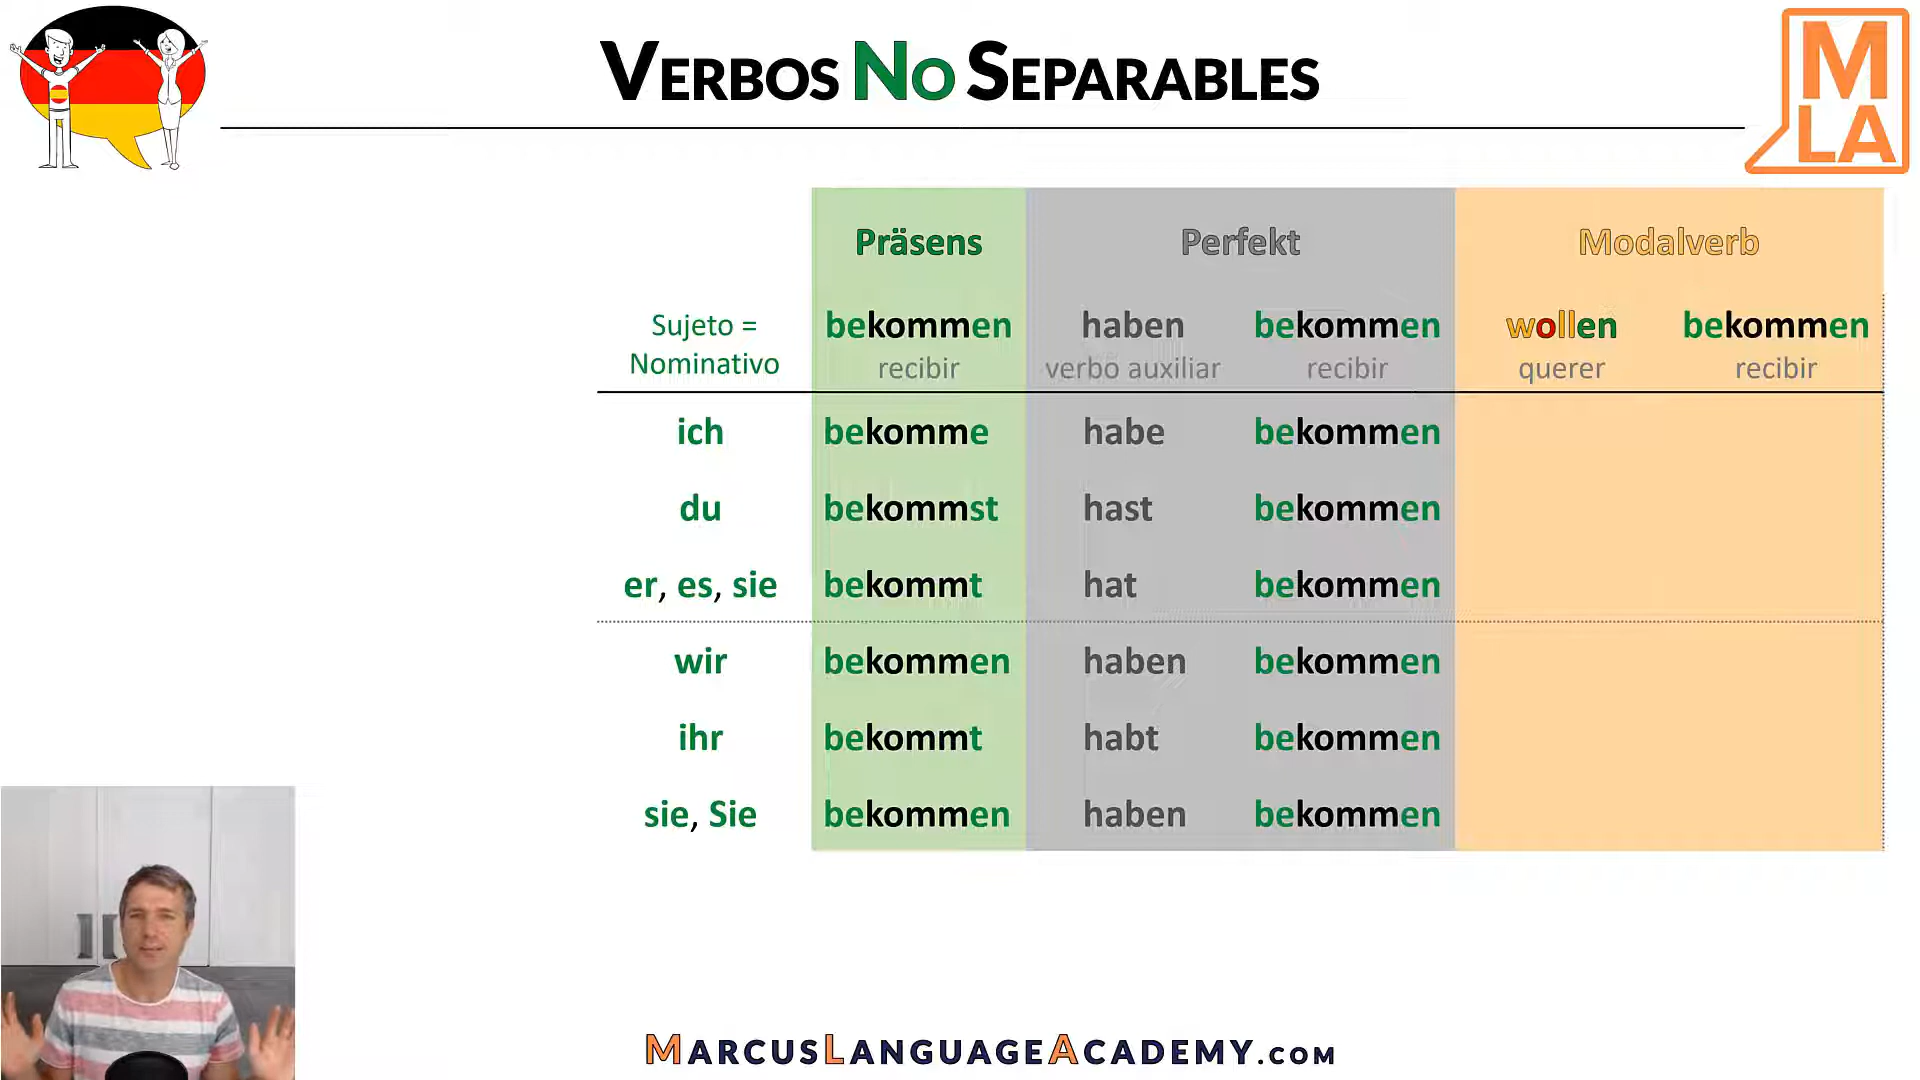 VERBOS NO SEPARABLES
M
LA
Präsens Perfekt Modalverb
Sujeto = Nominativo bekommen haben bekommen wollen bekommen
recibir verbo auxiliar recibir querer recibir
ich bekomme habe bekommen
du bekommst hast bekommen
er, es, sie bekommt hat bekommen
wir bekommen haben bekommen
ihr bekommt habt bekommen
sie, Sie bekommen haben bekommen
MARCUSLANGUAGEACADEMY.COM